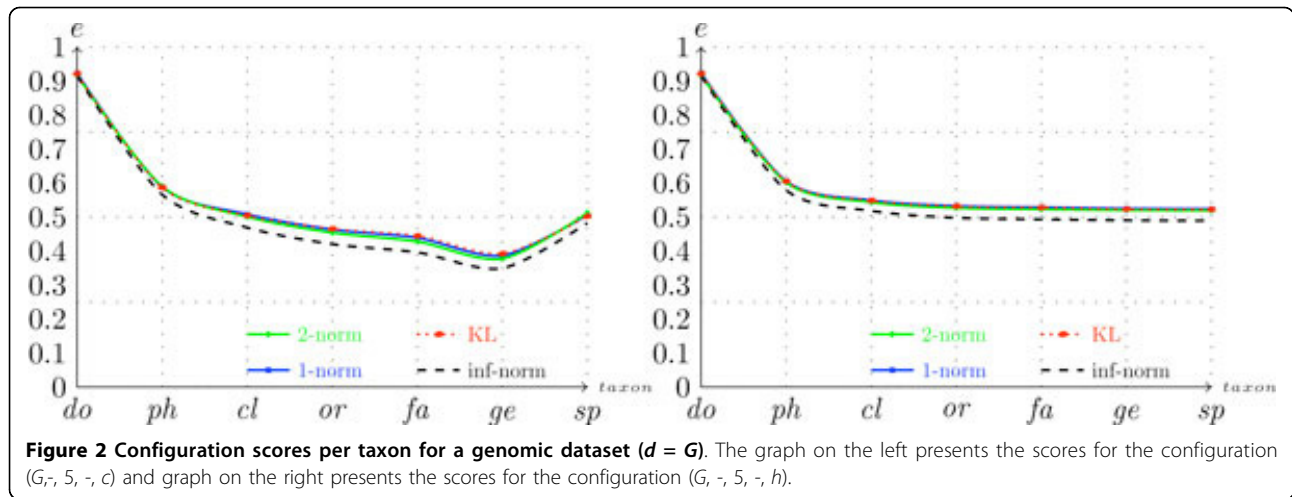 e
1
0.9
0.8
0.7
0.6
0.5
0.4
0.3
0.2
0.1
0
2-norm
KL
1-norm
inf-norm
taxon
do ph cl or fa ge sp
e
1
0.9
0.8
0.7
0.6
0.5
0.4
0.3
0.2
0.1
0
2-norm
KL
1-norm
inf-norm
taxon
do ph cl or fa ge sp
Figure 2 Configuration scores per taxon for a genomic dataset (d = G). The graph on the left presents the scores for the configuration
(G,-, 5, -, c) and graph on the right presents the scores for the configuration (G, -, 5, -, h).